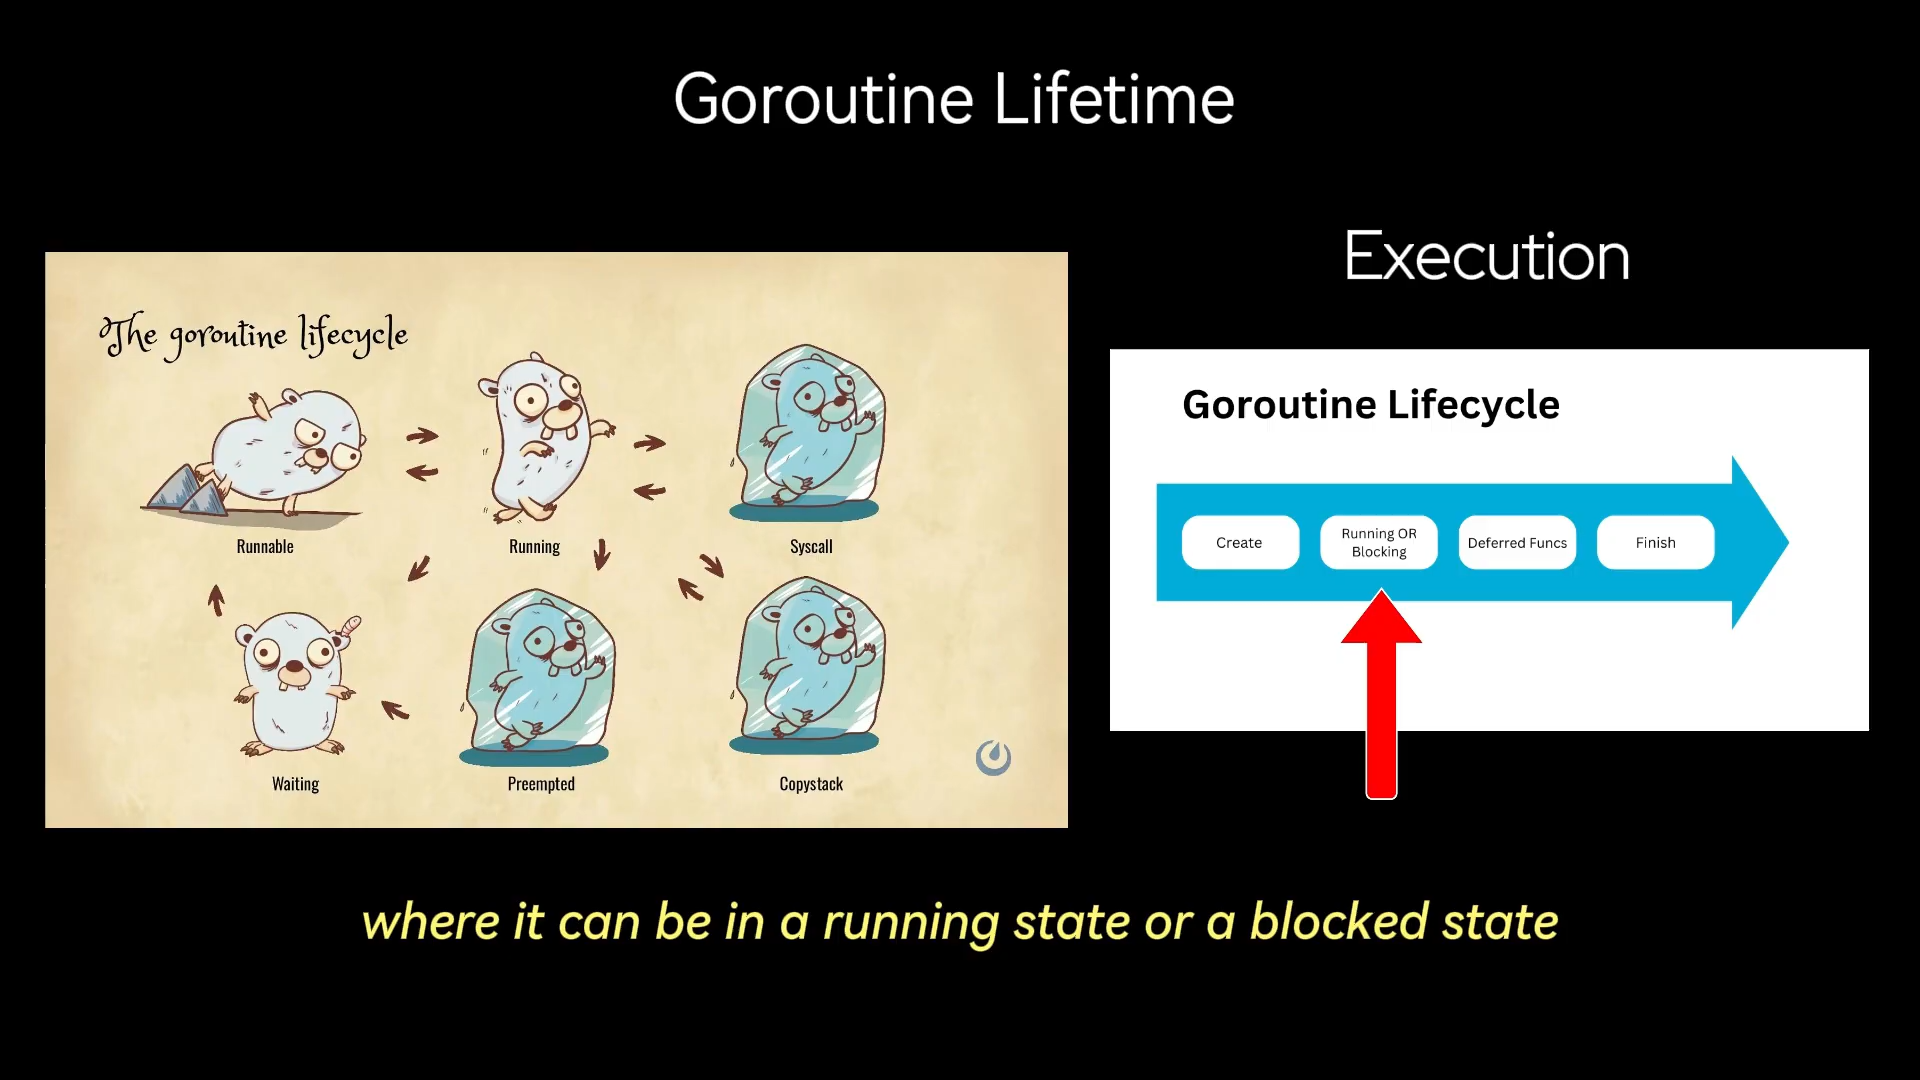 Goroutine Lifetime
The goroutine lifecycle
Runnable
Running
Syscall
Waiting
Preempted
Copystack
Execution
Goroutine Lifecycle
Create
Running OR
Blocking
Deferred Funcs
Finish
where it can be in a running state or a blocked state